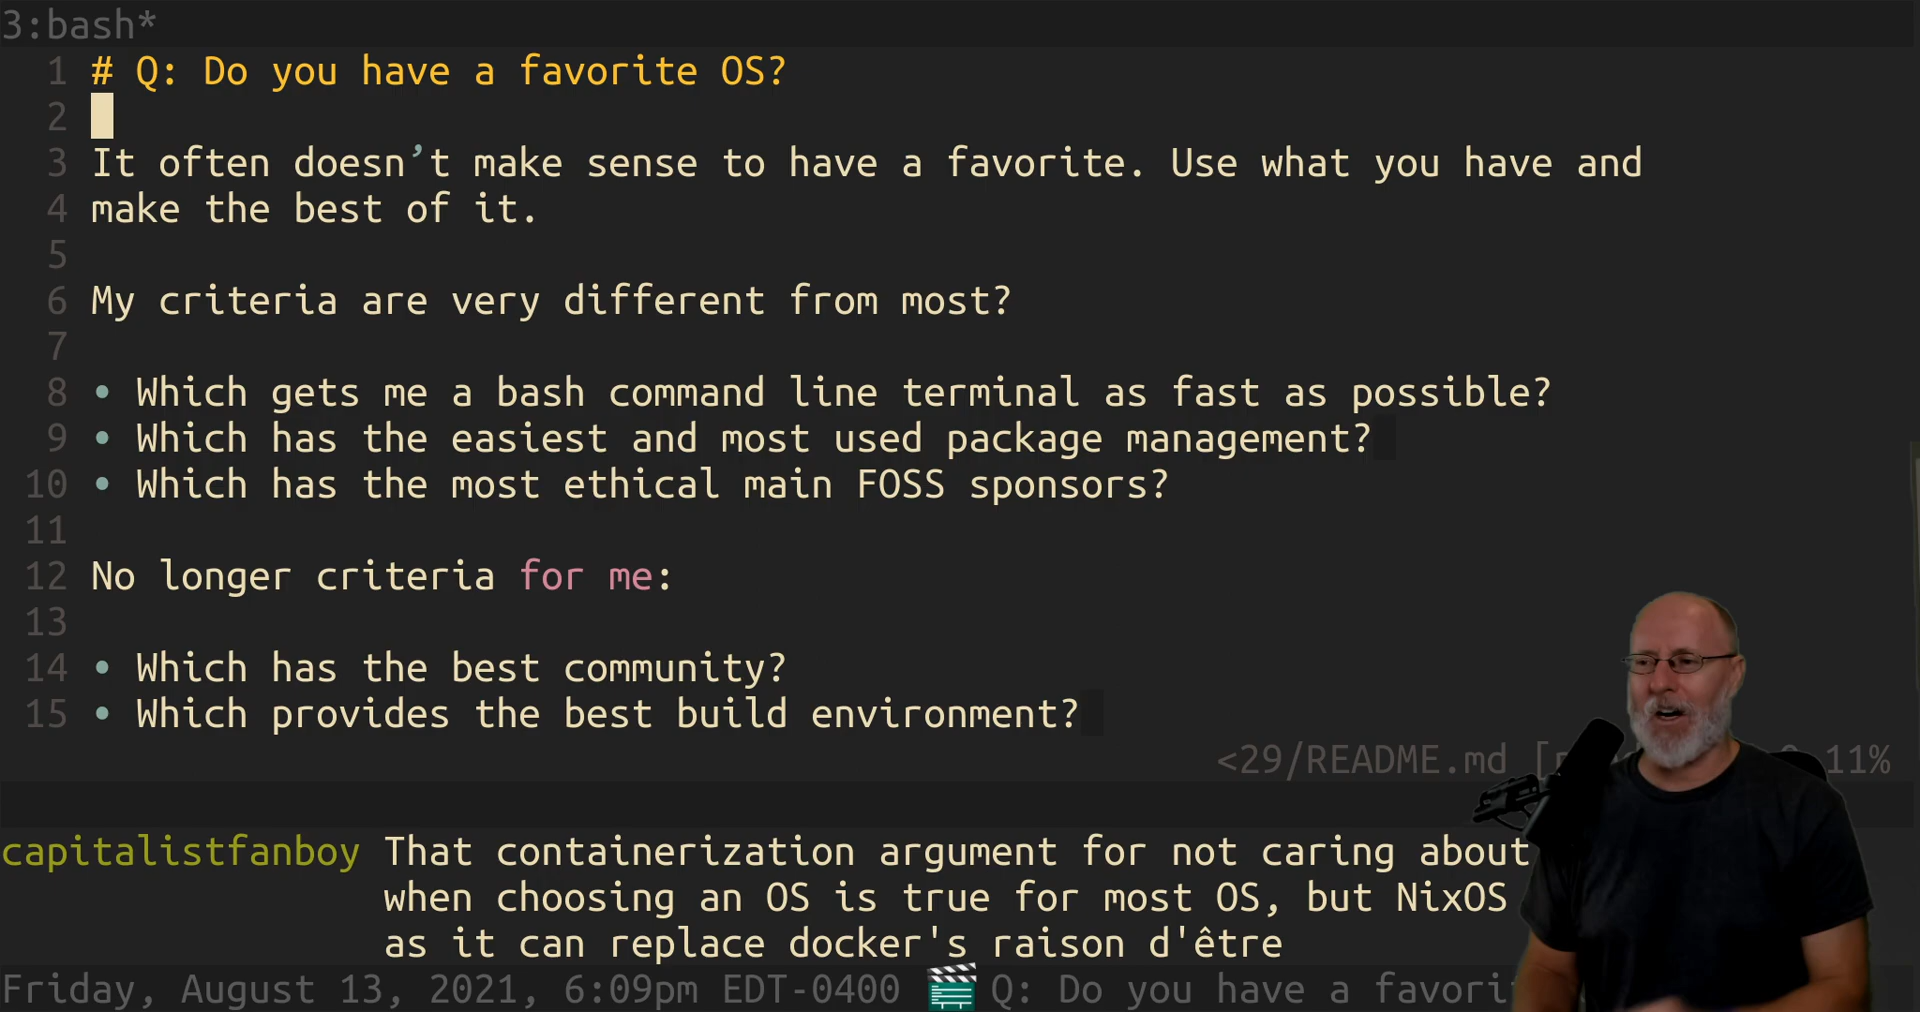 3:bash*
1 # Q: Do you have a favorite OS?
2
3 It often doesn’t make sense to have a favorite. Use what you have and
4 make the best of it.
5
6 My criteria are very different from most?
7
8 • Which gets me a bash command line terminal as fast as possible?
9 • Which has the easiest and most used package management?
10 • Which has the most ethical main FOSS sponsors?
11
12 No longer criteria for me:
13
14 • Which has the best community?
15 • Which provides the best build environment?
<29/README.md 11%
capitalistfanboy That containerization argument for not caring about
when choosing an OS is true for most OS, but NixOS
as it can replace docker's raison d'être
Friday, August 13, 2021, 6:09pm EDT-0400 🎬 Q: Do you have a